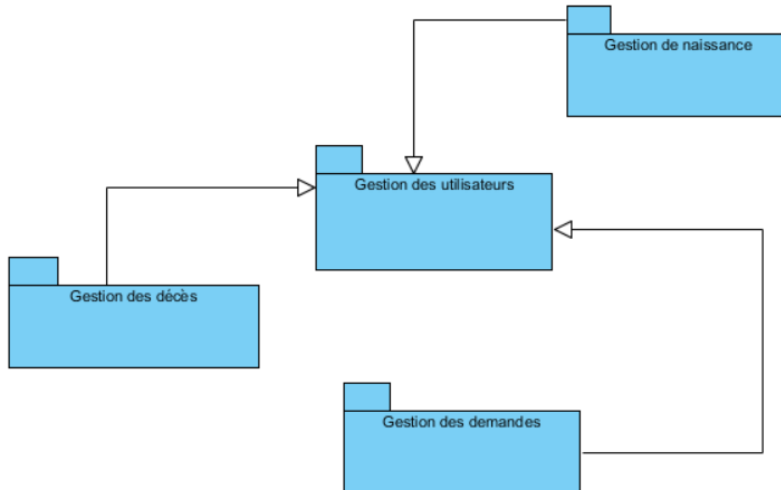 Gestion de naissance
Gestion des utilisateurs
Gestion des décès
Gestion des demandes